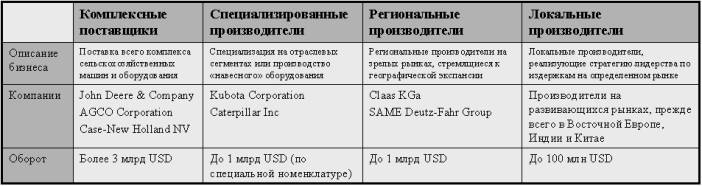 Комплексные
поставщики
Специализированные
производители
Региональные
производители
Локальные
производители
Описание
бизнеса
Поставка всего комплекса
сельскохозяйственных
машин и оборудования
Специализация на отраслевых
сегментах или производство
«навесного» оборудования
Региональные производители на
зрелых рынках, стремящиеся к
географической экспансии
Локальные производители,
реализующие стратегию лидерства по
издержкам на определенном рынке
Компании
John Deere & Company
AGCO Corporation
Case-New Holland NV
Kubota Corporation
Caterpillar Inc
Claas KGa
SAME Deutz-Fahr Group
Производители на
развивающихся рынках, прежде
всего в Восточной Европе,
Индии и Китае
Оборот
Более 3 млрд USD
До 1 млрд USD (по
специальной номенклатуре)
До 1 млрд USD
До 100 млн USD